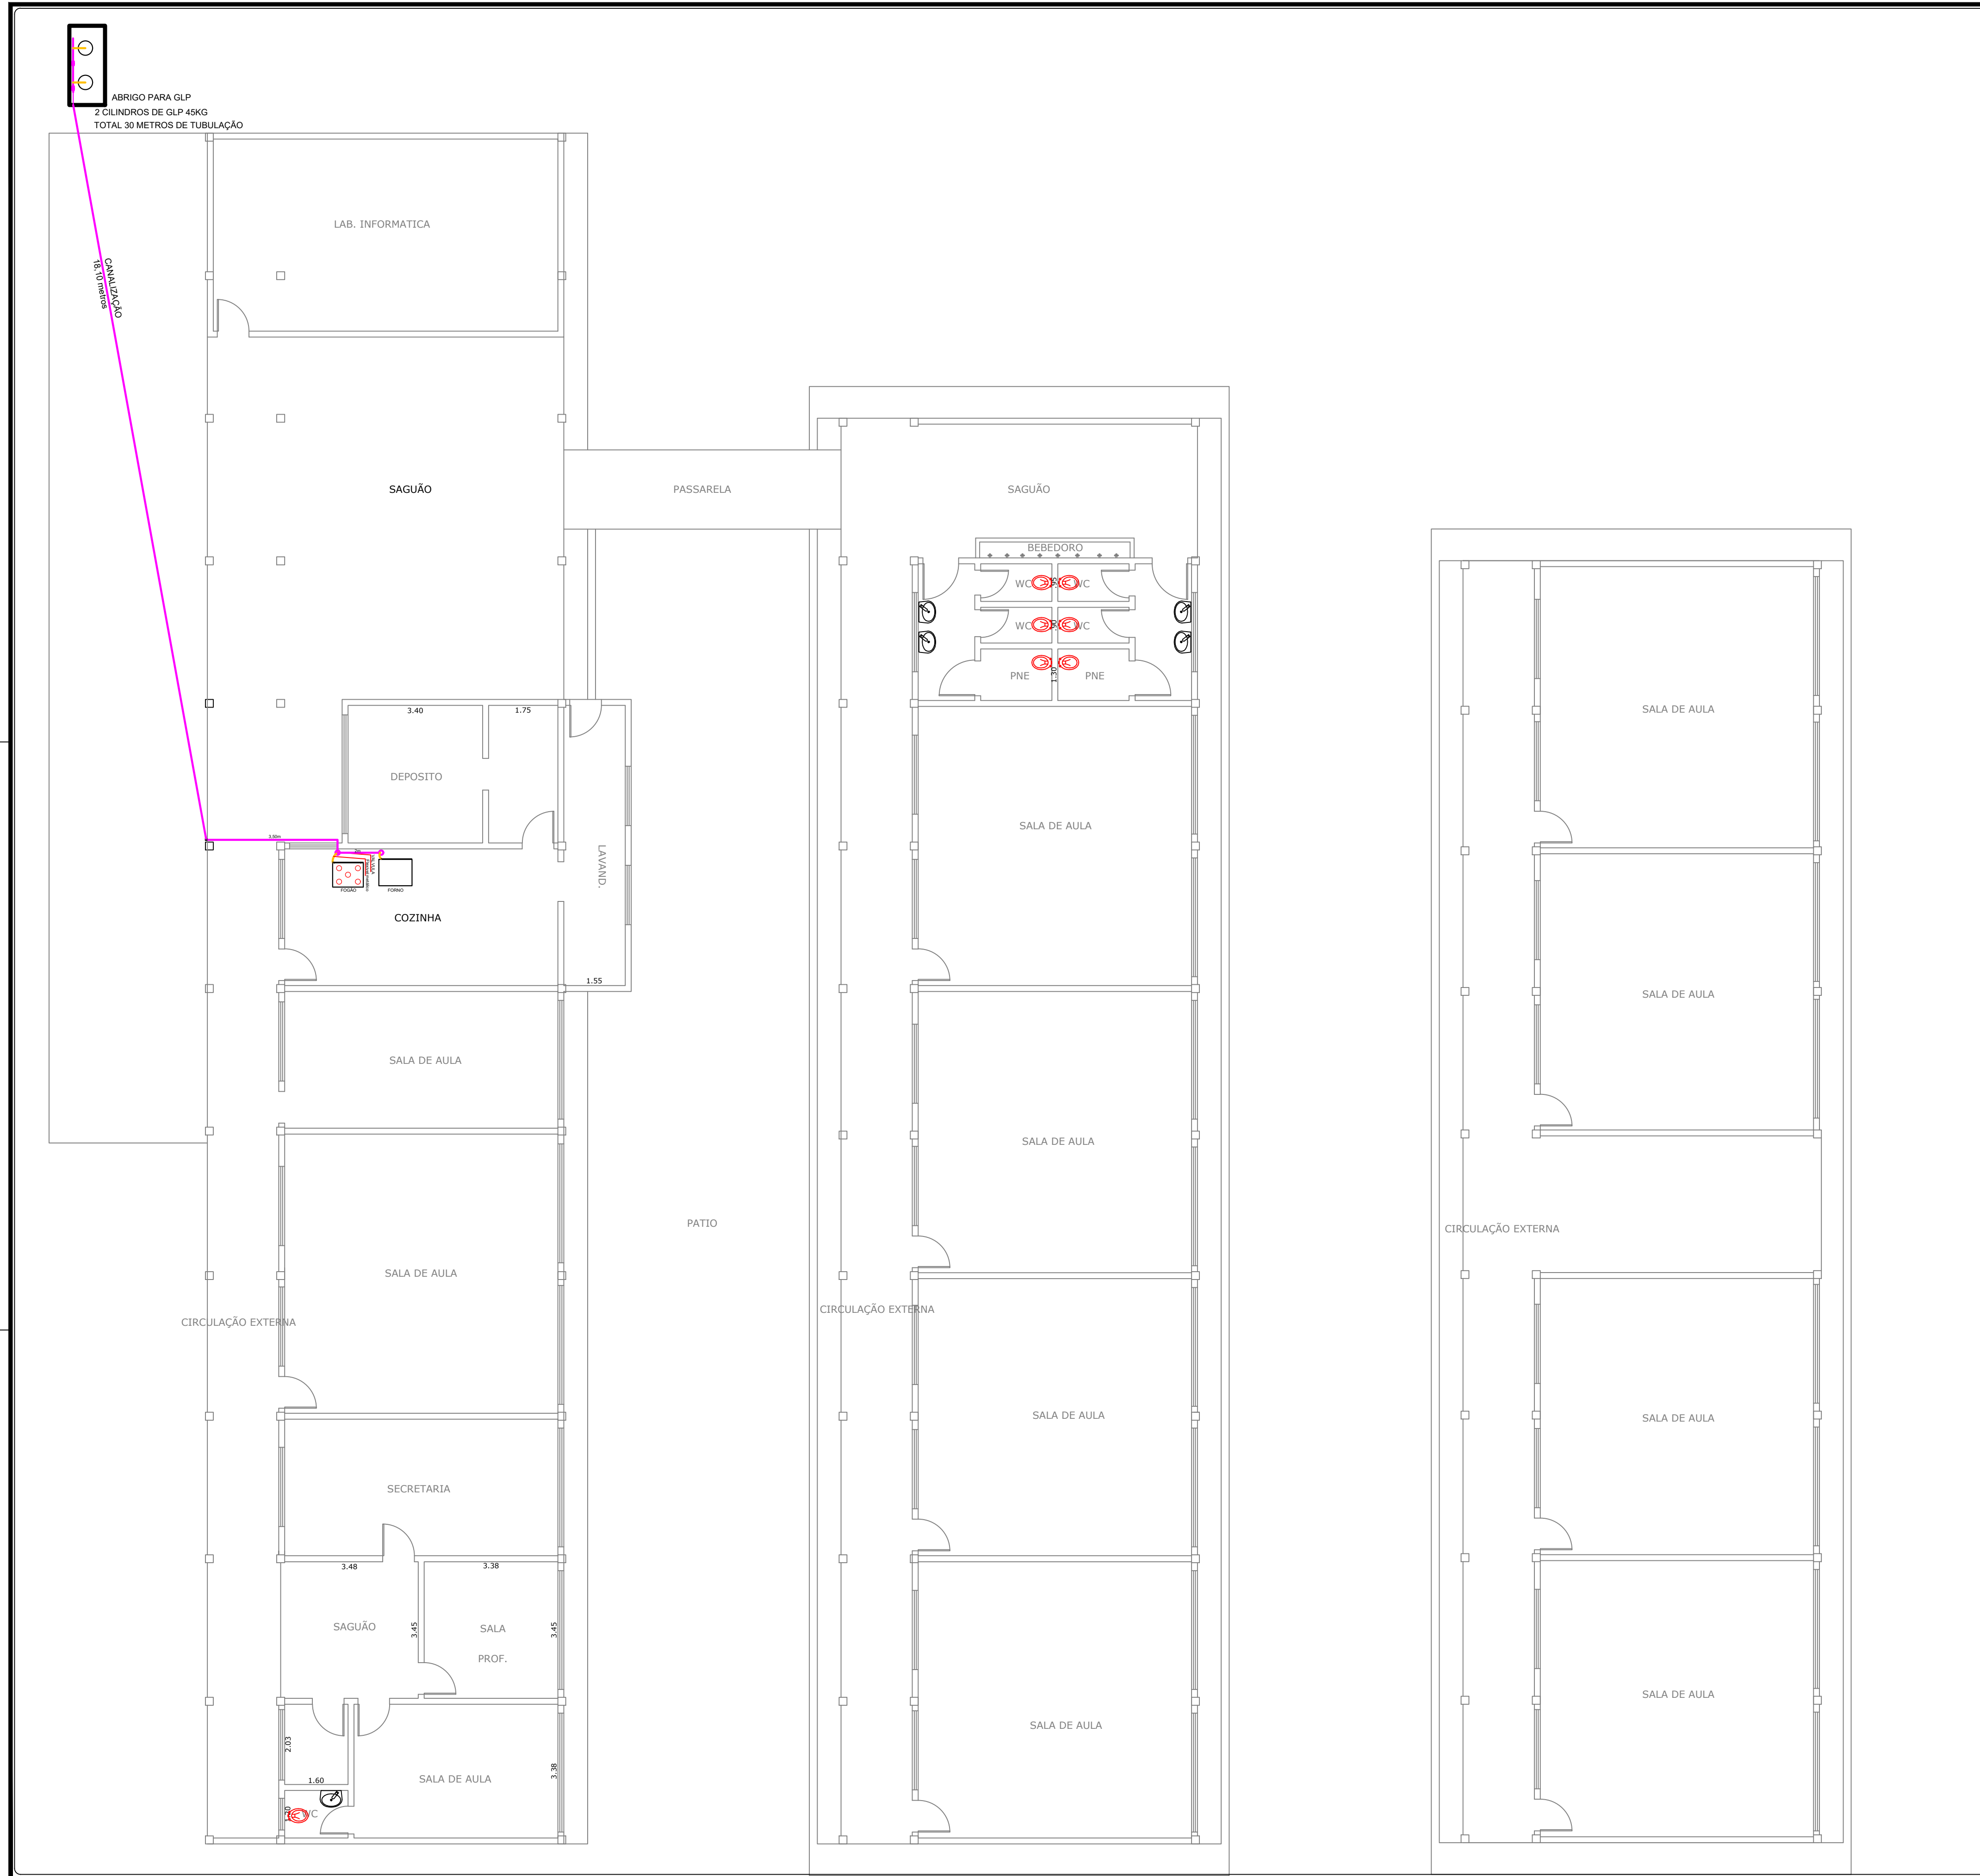 ABRIGO PARA GLP
2 CILINDROS DE GLP 45KG
TOTAL 30 METROS DE TUBULAÇÃO
LAB. INFORMATICA
CANALIZAÇÃO
18,10 metros
SAGUÃO
PASSARELA
SAGUÃO
BEBEDORO
WC
WC
WC
WC
PNE
1.30
PNE
3.40
1.75
DEPOSITO
3,50m
FOGÃO
FORNO
COZINHA
LAVAND.
1.55
SALA DE AULA
SALA DE AULA
CIRCULAÇÃO EXTERNA
SECRETARIA
3.48
3.38
SAGUÃO
3.45
SALA
PROF.
3.45
2.03
1.60
SALA DE AULA
3.38
WC
PATIO
SALA DE AULA
SALA DE AULA
CIRCULAÇÃO EXTERNA
SALA DE AULA
SALA DE AULA
SALA DE AULA
SALA DE AULA
CIRCULAÇÃO EXTERNA
SALA DE AULA
SALA DE AULA